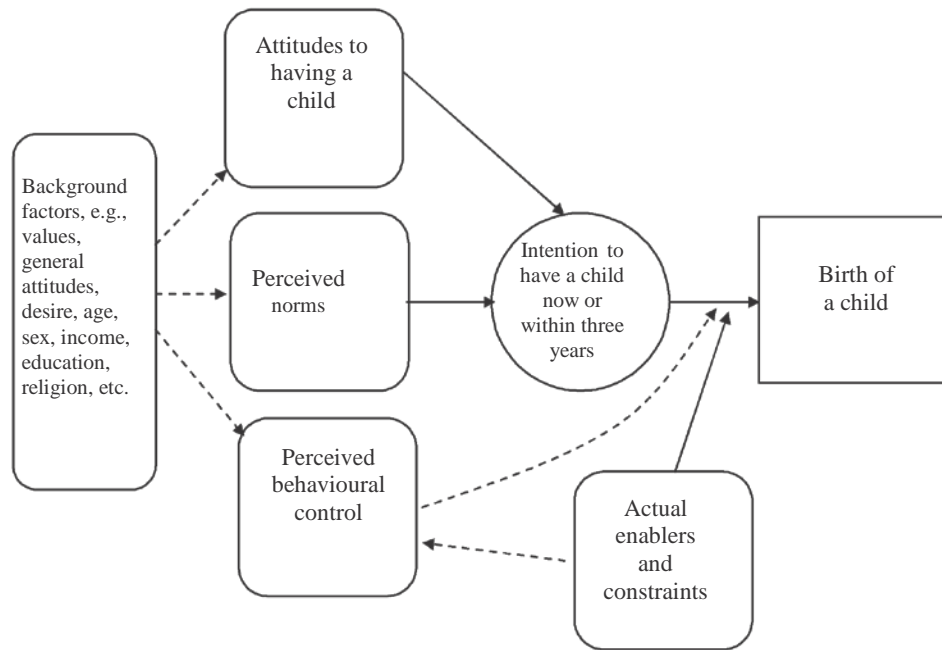 Attitudes to
having a
child
Background
factors, e.g.,
values,
general
attitudes,
desire, age,
sex, income,
education,
religion, etc.
Perceived
norms
Intention to
have a child
now or
within three
years
Birth of
a child
Perceived
behavioural
control
Actual
enablers
and
constraints